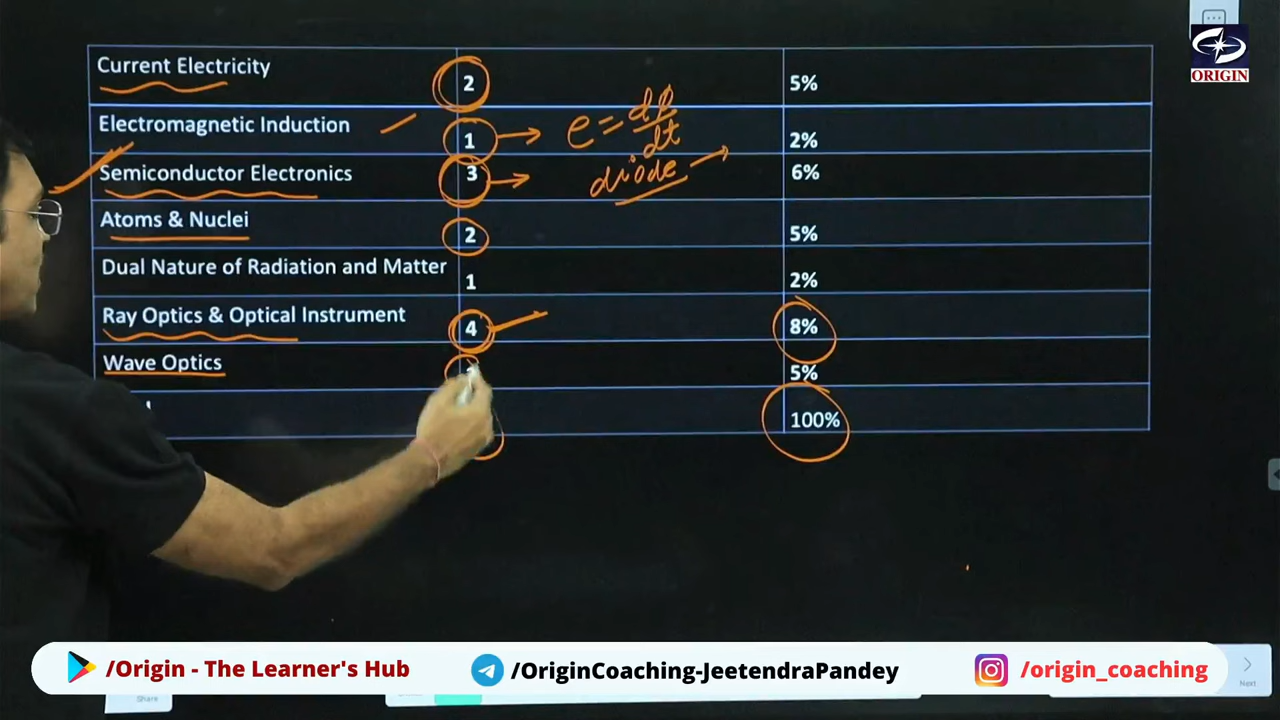 ORIGIN
Current Electricity 2 5%
Electromagnetic Induction 1 2%
e = dφ/dt
Semiconductor Electronics 3 6%
diode
Atoms & Nuclei 2 5%
Dual Nature of Radiation and Matter 1 2%
Ray Optics & Optical Instrument 4 8%
Wave Optics 5%
100%
/Origin - The Learner's Hub /OriginCoaching-JeetendraPandey /origin_coaching
Share Next